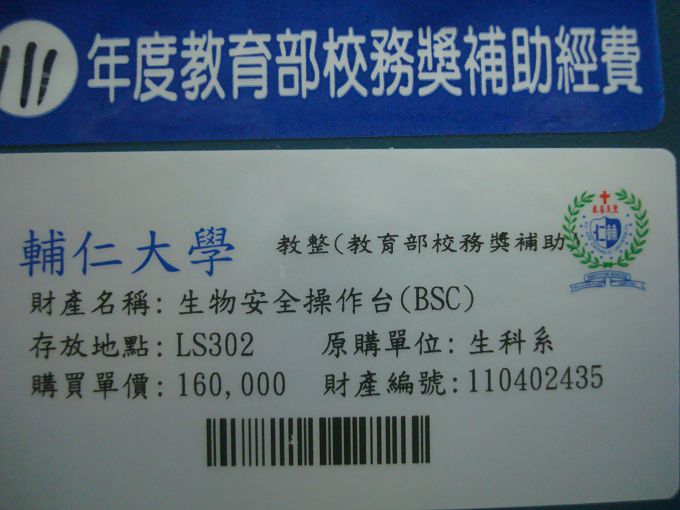 111 年度教育部校務獎補助經費
輔仁大學 教整(教育部校務獎補助)
財產名稱: 生物安全操作台(BSC)
存放地點: LS302 原購單位: 生科系
購買單價: 160,000 財產編號: 110402435